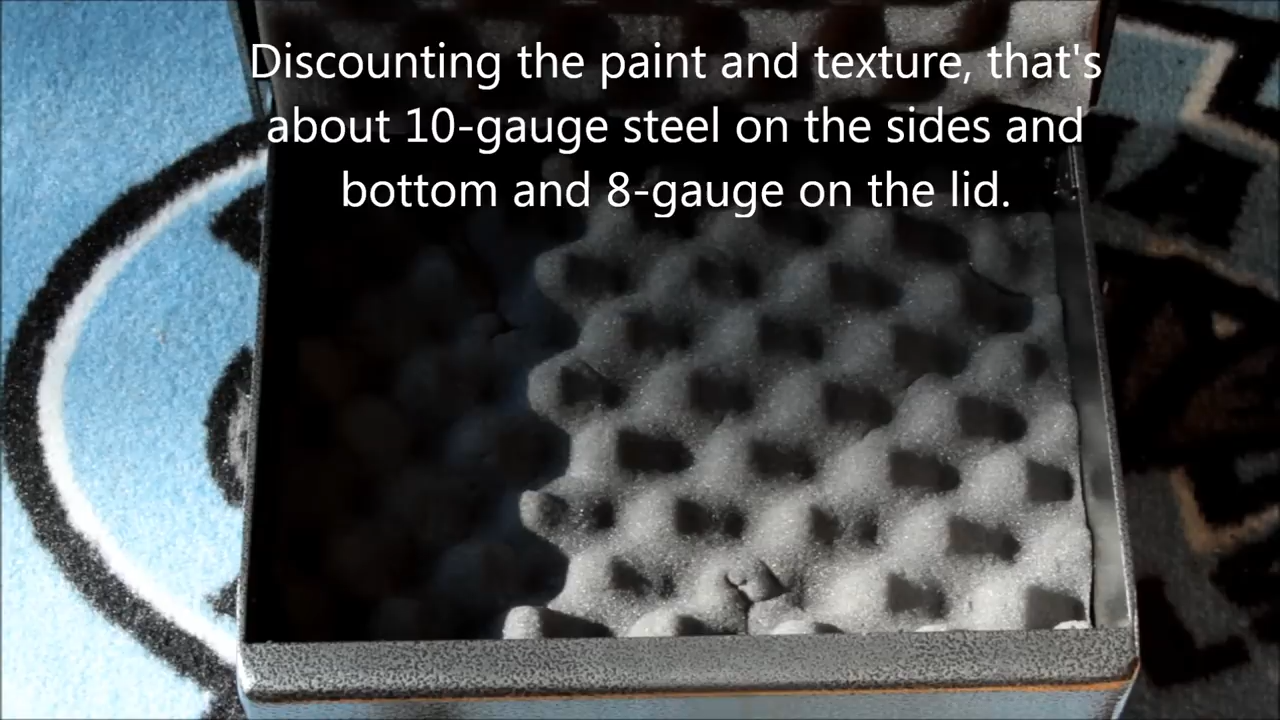 Discounting the paint and texture, that's
about 10-gauge steel on the sides and
bottom and 8-gauge on the lid.